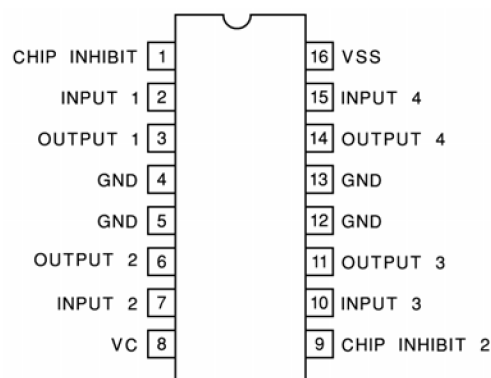 CHIP INHIBIT 1
INPUT 1 2
OUTPUT 1 3
GND 4
GND 5
OUTPUT 2 6
INPUT 2 7
VC 8
16 VSS
15 INPUT 4
14 OUTPUT 4
13 GND
12 GND
11 OUTPUT 3
10 INPUT 3
9 CHIP INHIBIT 2